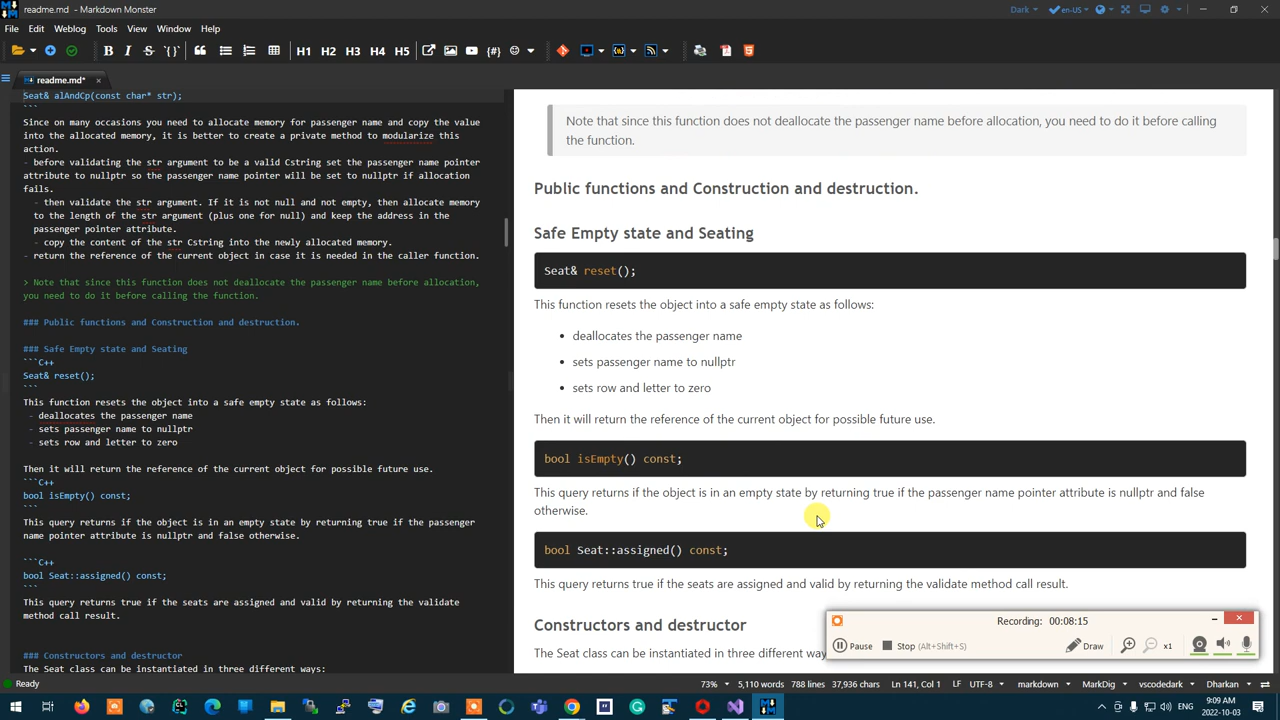 readme.md - Markdown Monster
Dark
en-US
File Edit Weblog Tools View Window Help
B I S `{}` H1 H2 H3 H4 H5 {#}
readme.md*
Seat& alAndCp(const char* str);
```
Since on many occasions you need to allocate memory for passenger name and copy the value
into the allocated memory, it is better to create a private method to modularize this
action.
- before validating the str argument to be a valid Cstring set the passenger name pointer
attribute to nullptr so the passenger name pointer will be set to nullptr if allocation
fails.
- then validate the str argument. If it is not null and not empty, then allocate memory
to the length of the str argument (plus one for null) and keep the address in the
passenger pointer attribute.
- copy the content of the str Cstring into the newly allocated memory.
- return the reference of the current object in case it is needed in the caller function.
> Note that since this function does not deallocate the passenger name before allocation,
you need to do it before calling the function.
### Public functions and Construction and destruction.
### Safe Empty state and Seating
```C++
Seat& reset();
```
This function resets the object into a safe empty state as follows:
- deallocates the passenger name
- sets passenger name to nullptr
- sets row and letter to zero
Then it will return the reference of the current object for possible future use.
```C++
bool isEmpty() const;
```
This query returns if the object is in an empty state by returning true if the passenger
name pointer attribute is nullptr and false otherwise.
```C++
bool Seat::assigned() const;
```
This query returns true if the seats are assigned and valid by returning the validate
method call result.
### Constructors and destructor
The Seat class can be instantiated in three different ways:
Note that since this function does not deallocate the passenger name before allocation, you need to do it before calling
the function.
Public functions and Construction and destruction.
Safe Empty state and Seating
Seat& reset();
This function resets the object into a safe empty state as follows:
• deallocates the passenger name
• sets passenger name to nullptr
• sets row and letter to zero
Then it will return the reference of the current object for possible future use.
bool isEmpty() const;
This query returns if the object is in an empty state by returning true if the passenger name pointer attribute is nullptr and false
otherwise.
bool Seat::assigned() const;
This query returns true if the seats are assigned and valid by returning the validate method call result.
Constructors and destructor
The Seat class can be instantiated in three different way
Recording: 00:08:15
Pause Stop (Alt+Shift+S) Draw x1
Ready 73% 5,110 words 788 lines 37,936 chars Ln 141, Col 1 LF UTF-8 markdown MarkDig vscodedark Dharkan
ENG 9:09 AM
2022-10-03